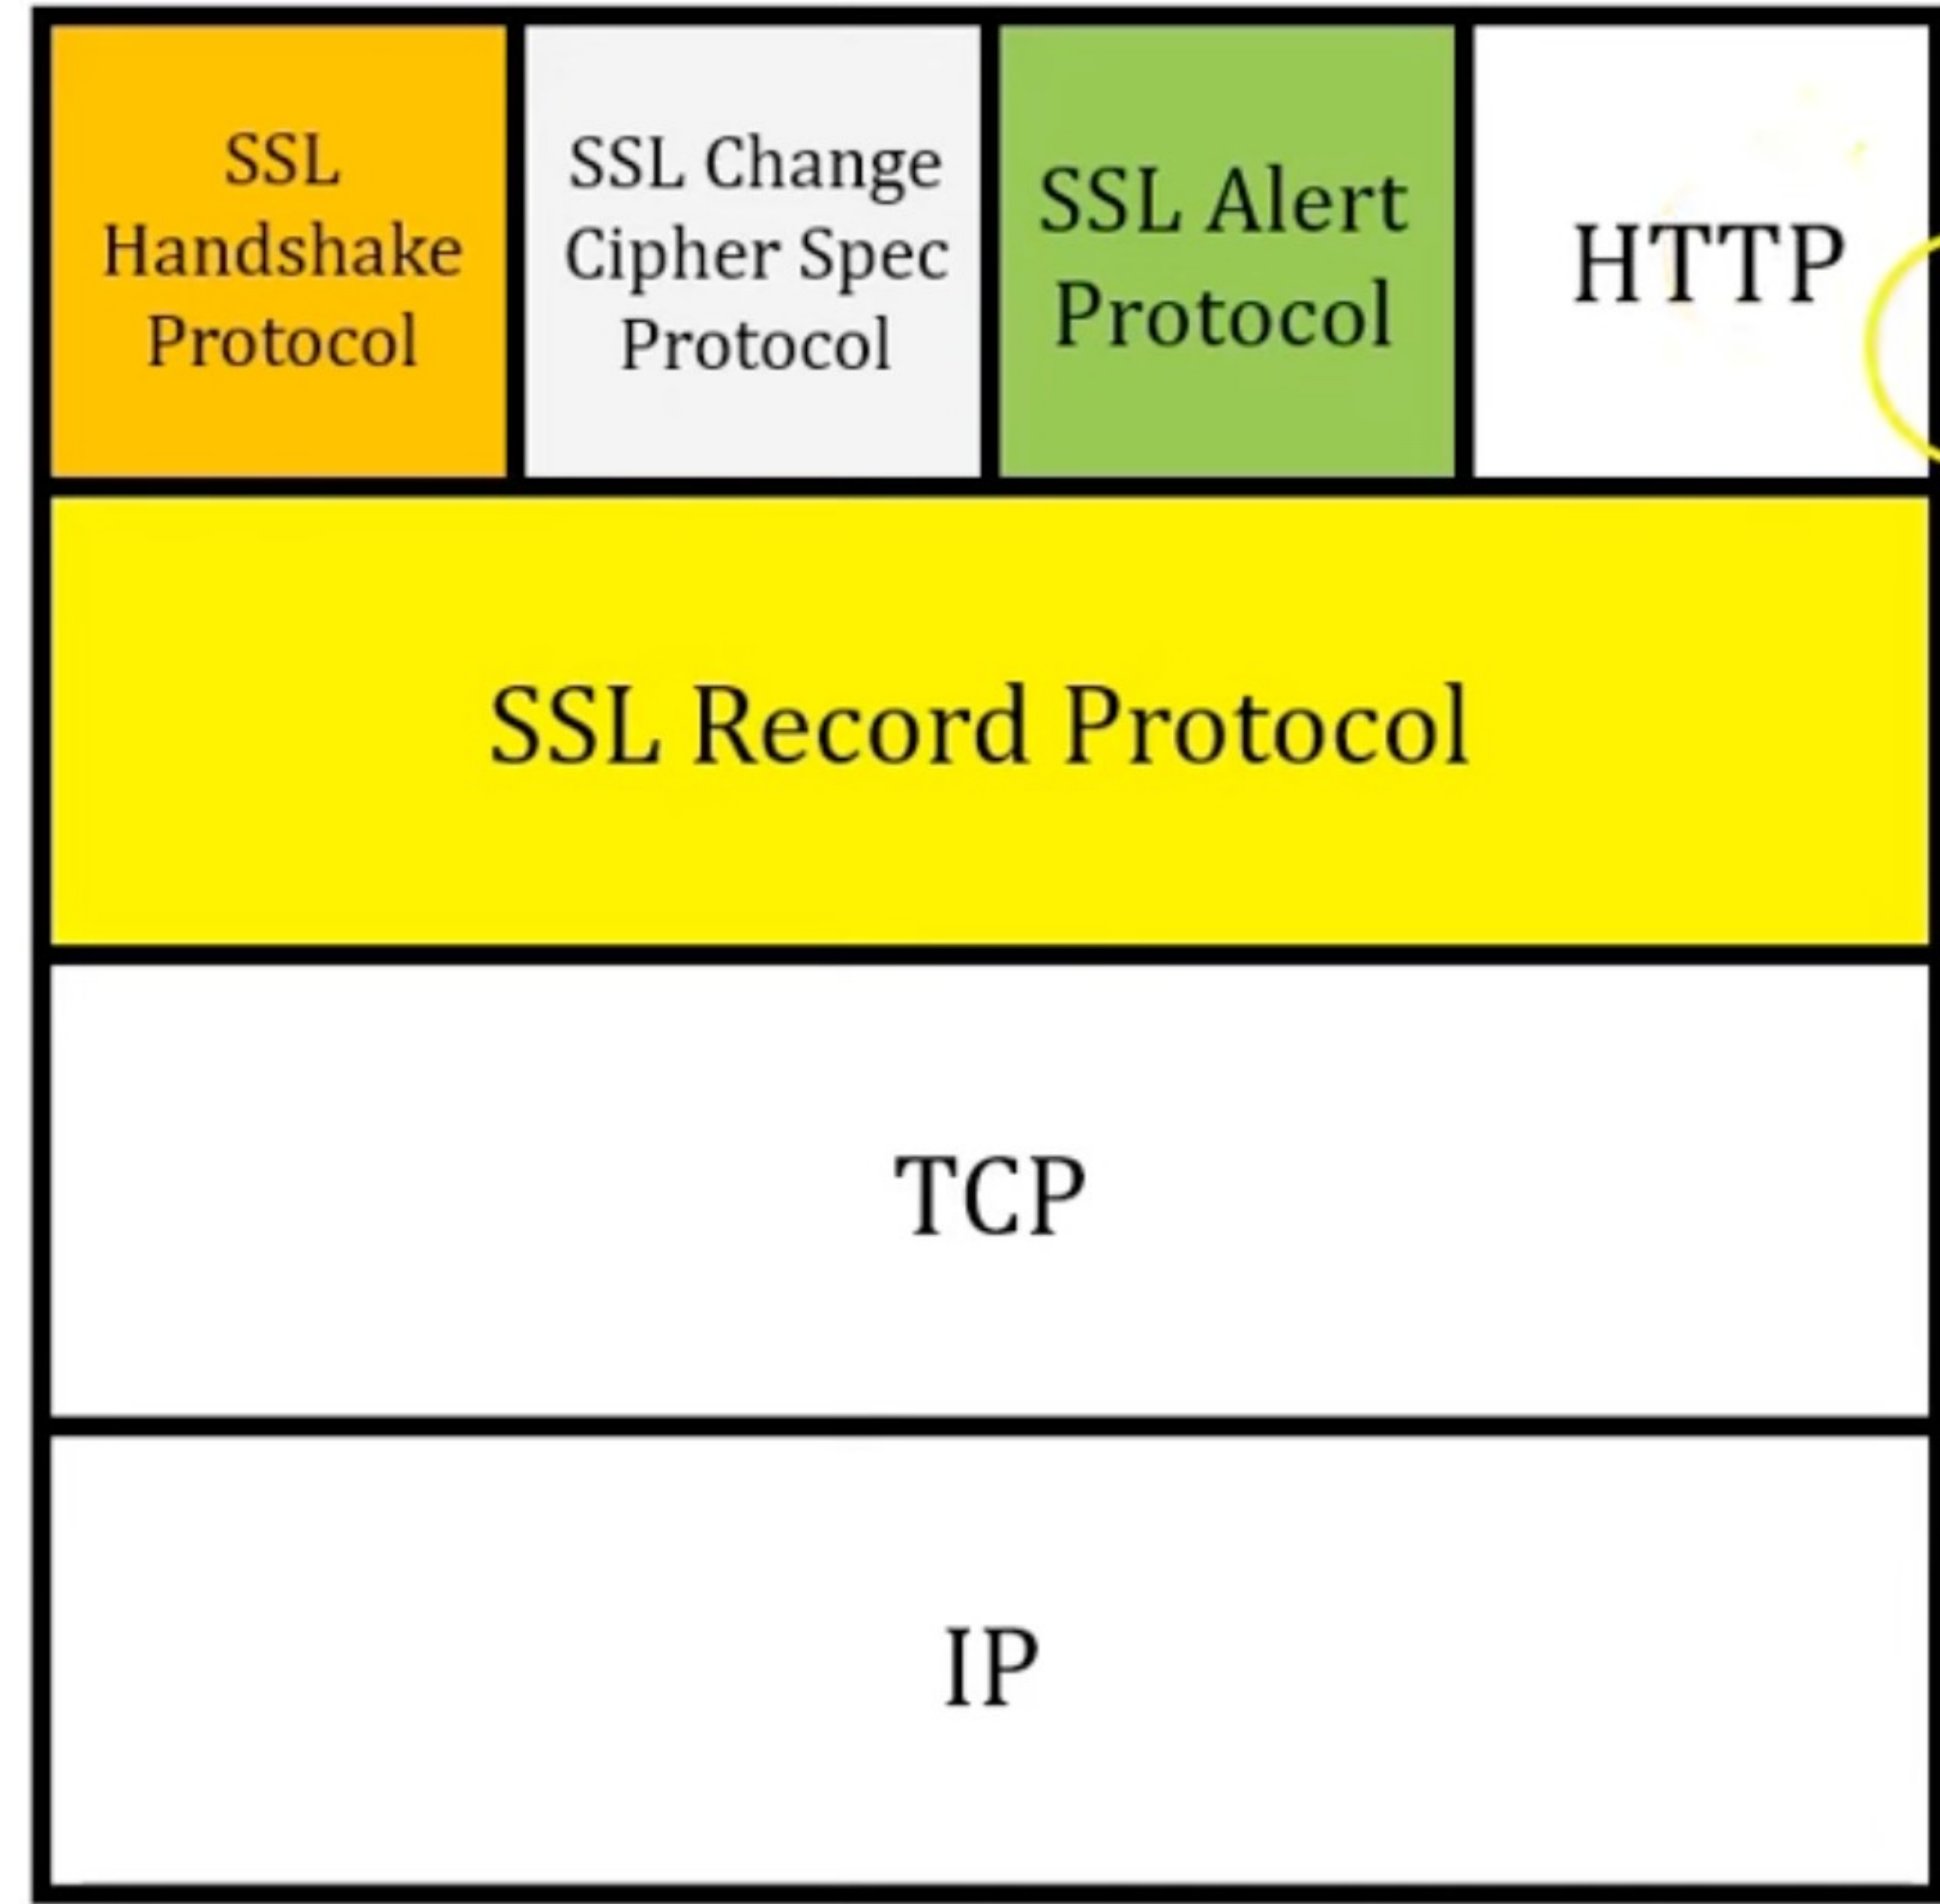 SSL
Handshake
Protocol
SSL Change
Cipher Spec
Protocol
SSL Alert
Protocol
HTTP
SSL Record Protocol
TCP
IP